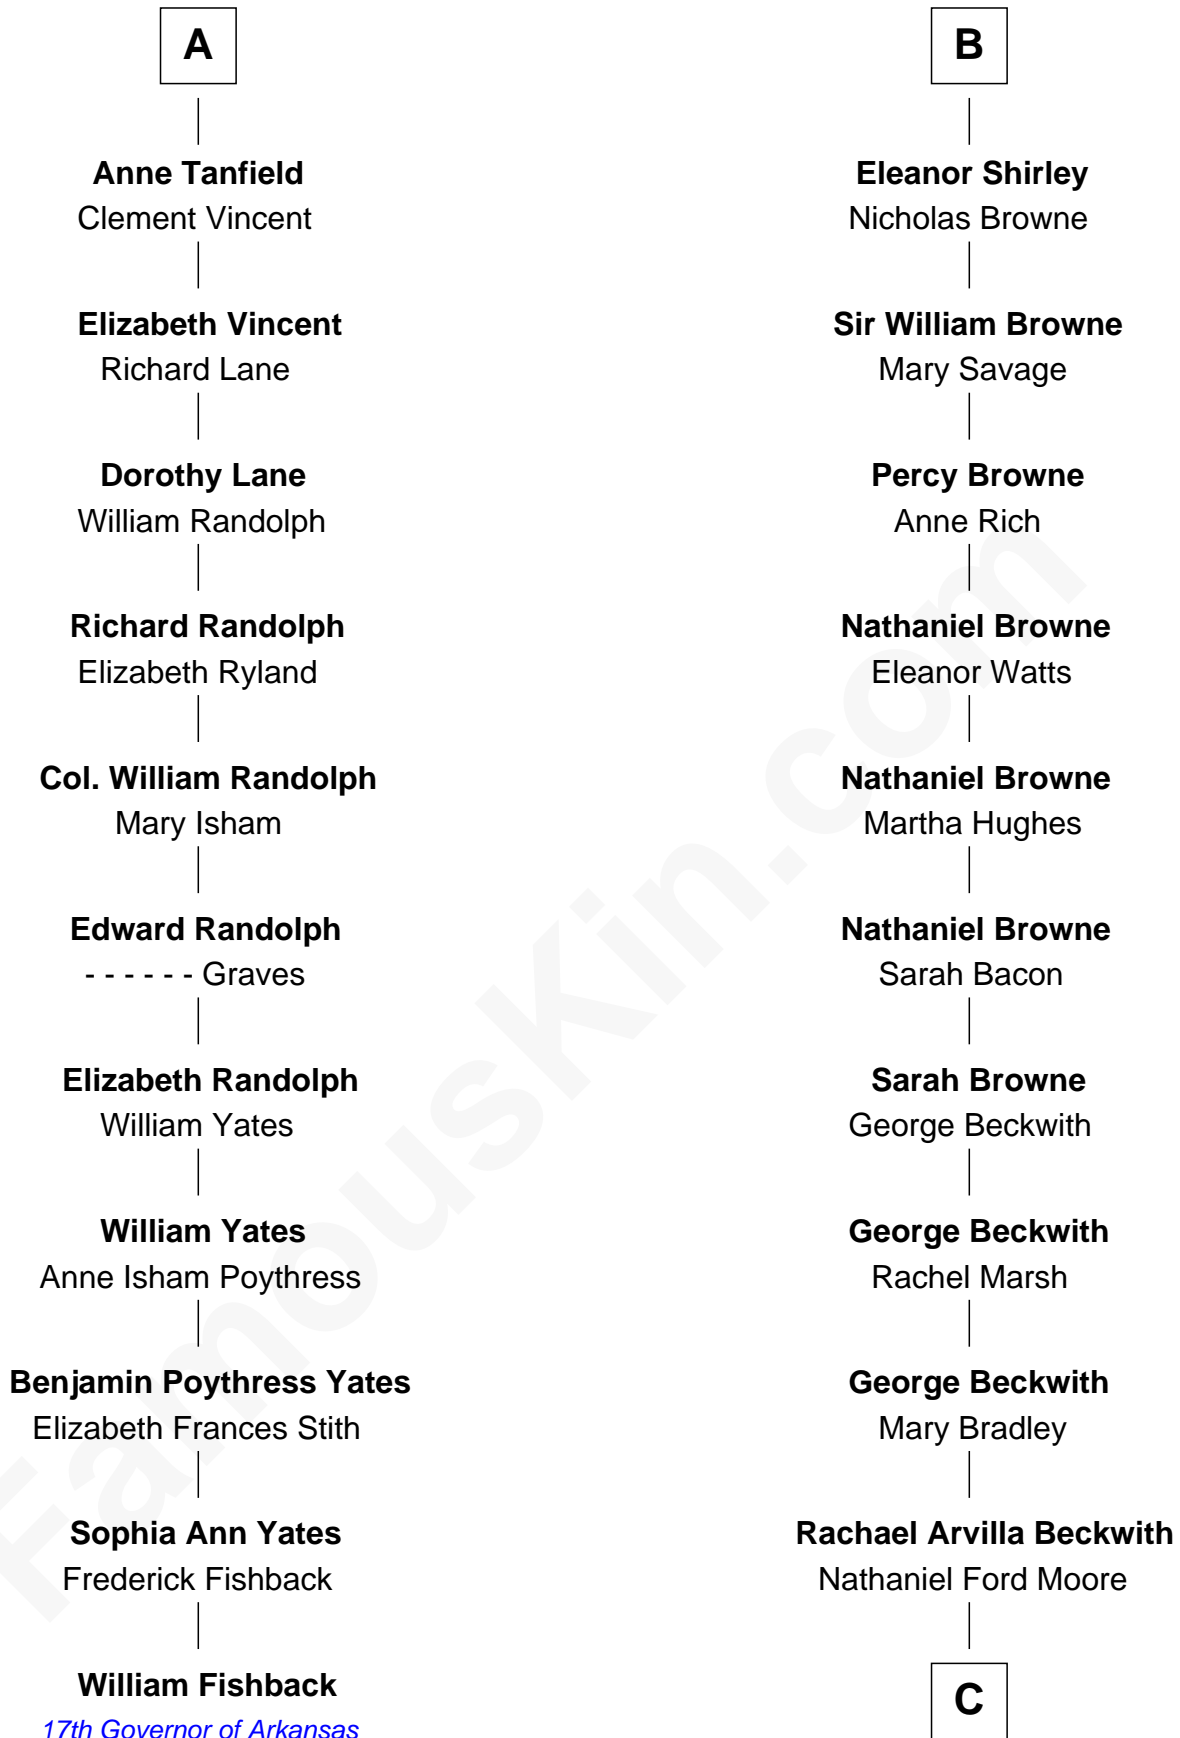 A
Anne Tanfield
Clement Vincent
Elizabeth Vincent
Richard Lane
Dorothy Lane
William Randolph
Richard Randolph
Elizabeth Ryland
Col. William Randolph
Mary Isham
Edward Randolph
- - - - - - Graves
Elizabeth Randolph
William Yates
William Yates
Anne Isham Poythress
Benjamin Poythress Yates
Elizabeth Frances Stith
Sophia Ann Yates
Frederick Fishback
William Fishback
17th Governor of Arkansas
B
Eleanor Shirley
Nicholas Browne
Sir William Browne
Mary Savage
Percy Browne
Anne Rich
Nathaniel Browne
Eleanor Watts
Nathaniel Browne
Martha Hughes
Nathaniel Browne
Sarah Bacon
Sarah Browne
George Beckwith
George Beckwith
Rachel Marsh
George Beckwith
Mary Bradley
Rachael Arvilla Beckwith
Nathaniel Ford Moore
C
FamousKin.com